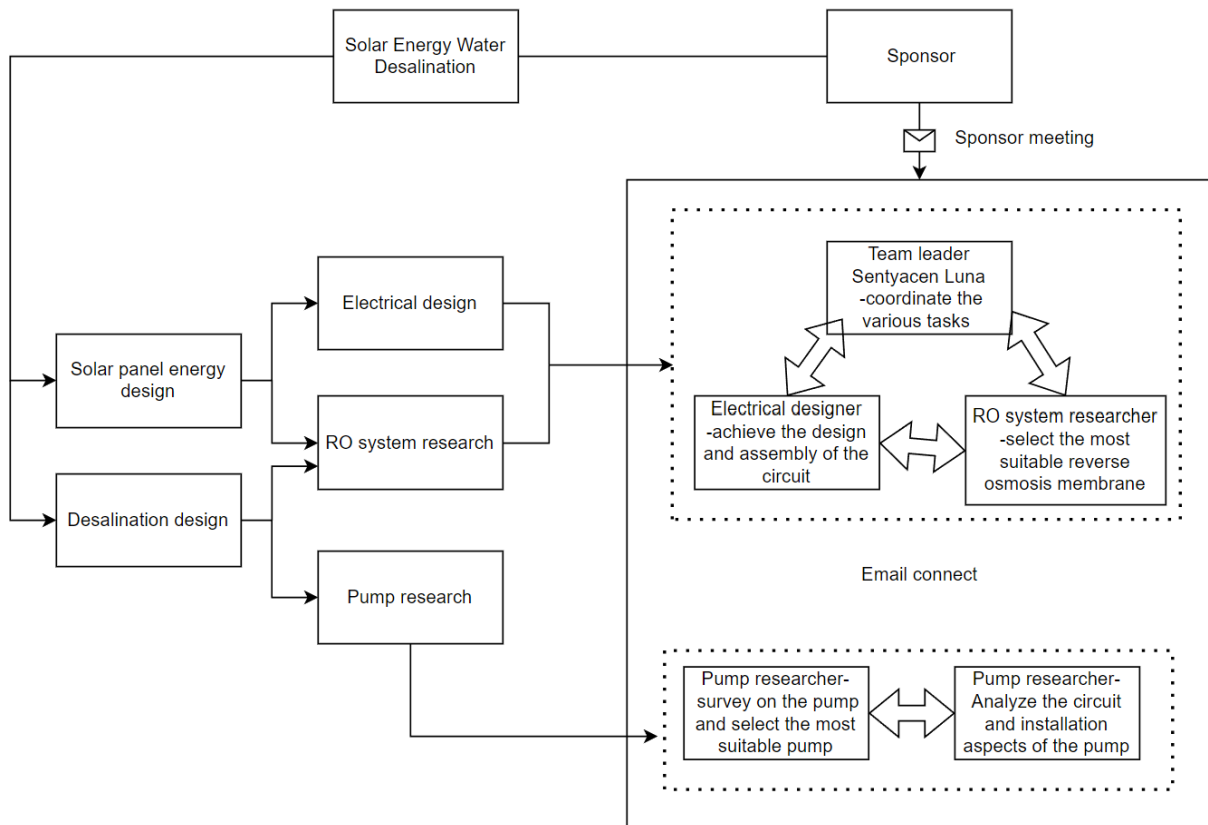 Solar Energy Water
Desalination
Sponsor
Sponsor meeting
Team leader
Sentyacen Luna
-coordinate the
various tasks
Electrical design
Solar panel energy
design
RO system research
Electrical designer
-achieve the design
and assembly of the
circuit
RO system researcher
-select the most
suitable reverse
osmosis membrane
Desalination design
Email connect
Pump research
Pump researcher-
survey on the pump
and select the most
suitable pump
Pump researcher-
Analyze the circuit
and installation
aspects of the pump